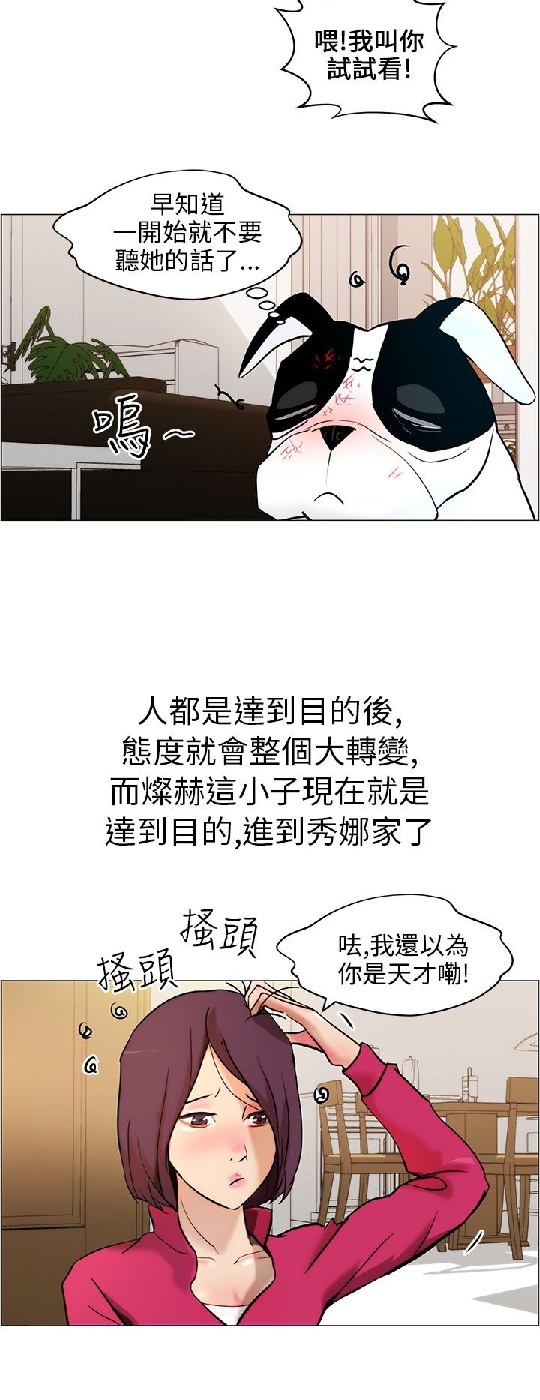 喂!我叫你
試試看!
早知道
一開始就不要
聽她的話了...
嗚~
人都是達到目的後,
態度就會整個大轉變,
而燦赫這小子現在就是
達到目的,進到秀娜家了
搔頭
搔頭
呿,我還以為
你是天才嘞!